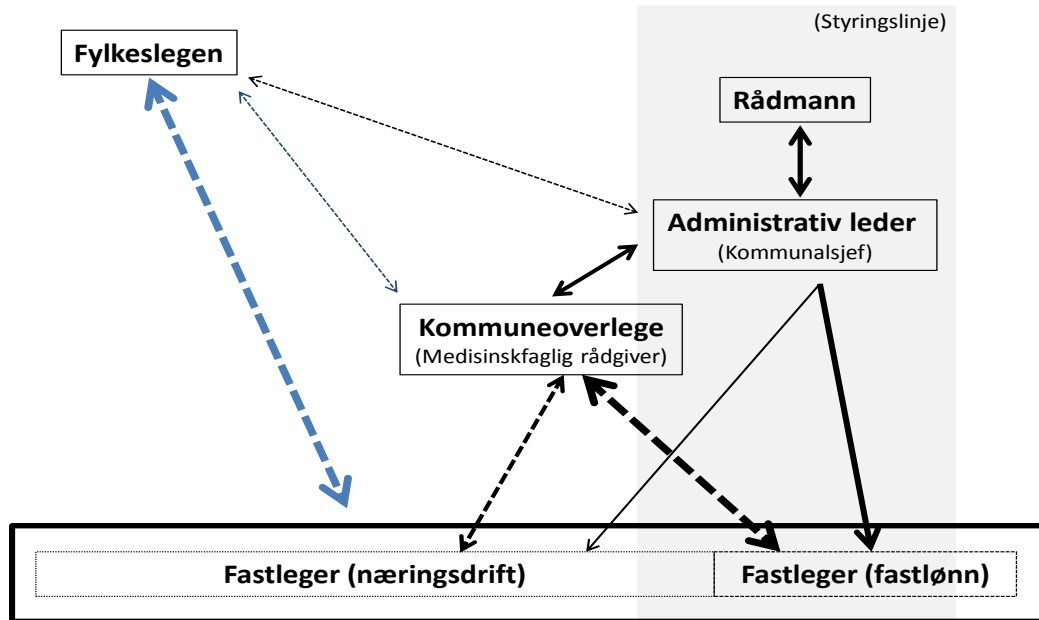 (Styringslinje)
Fylkeslegen
Rådmann
Administrativ leder
(Kommunalsjef)
Kommuneoverlege
(Medisinskfaglig rådgiver)
Fastleger (næringsdrift)
Fastleger (fastlønn)